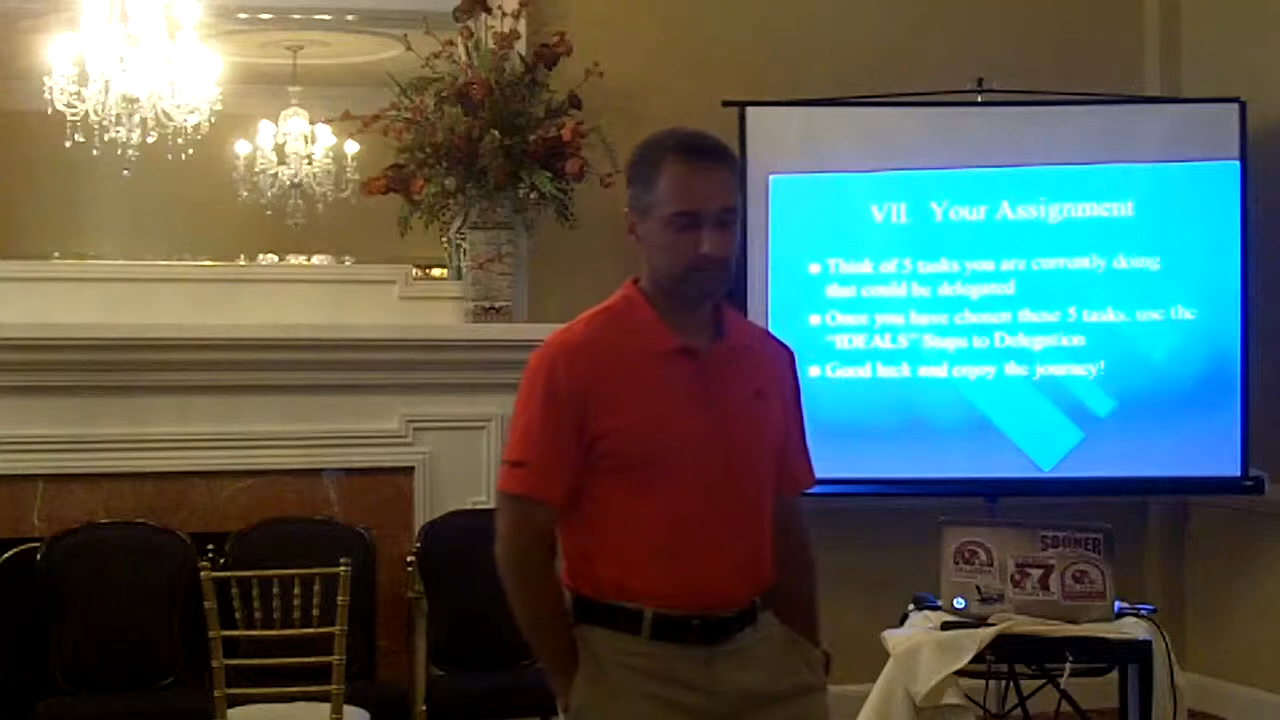 VII. Your Assignment
Think of 5 tasks you are currently doing
that could be delegated
Once you have chosen these 5 tasks, use the
"IDEALS" Steps to Delegation
Good luck and enjoy the journey!
SOONER